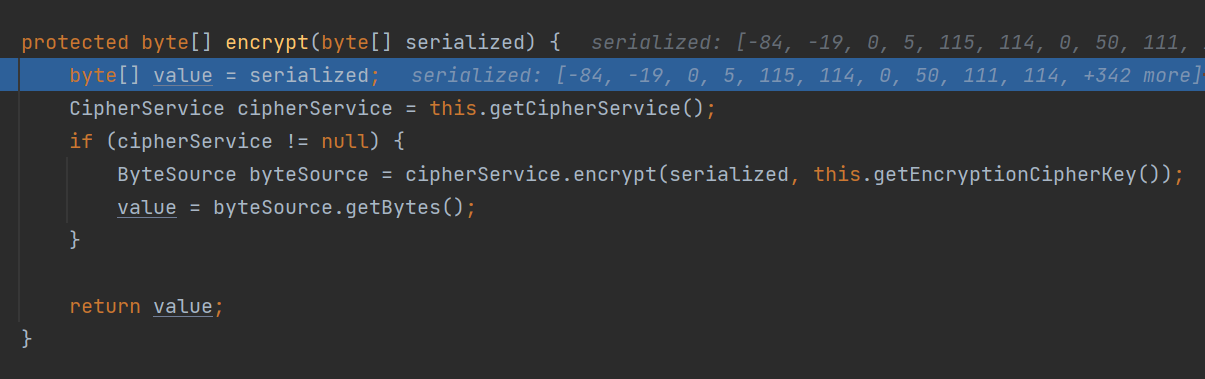 protected byte[] encrypt(byte[] serialized) {  serialized: [-84, -19, 0, 5, 115, 114, 0, 50, 111,
byte[] value = serialized;  serialized: [-84, -19, 0, 5, 115, 114, 0, 50, 111, 114, +342 more]
CipherService cipherService = this.getCipherService();
if (cipherService != null) {
ByteSource byteSource = cipherService.encrypt(serialized, this.getEncryptionCipherKey());
value = byteSource.getBytes();
}
return value;
}